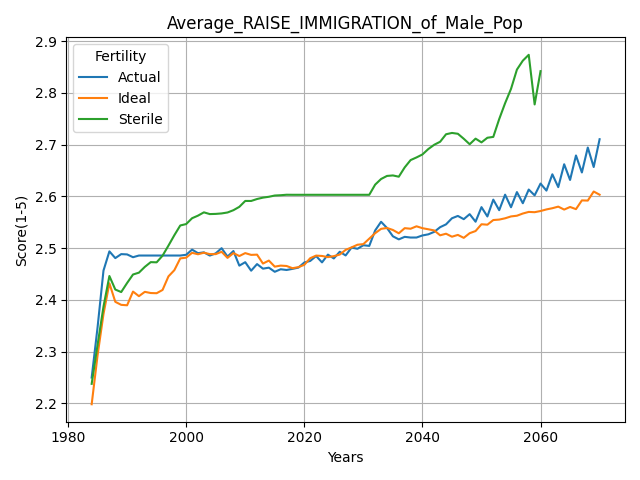 Average_RAISE_IMMIGRATION_of_Male_Pop
Fertility
Actual
Ideal
Sterile
Score(1-5)
2.9
2.8
2.7
2.6
2.5
2.4
2.3
2.2
1980
2000
2020
2040
2060
Years